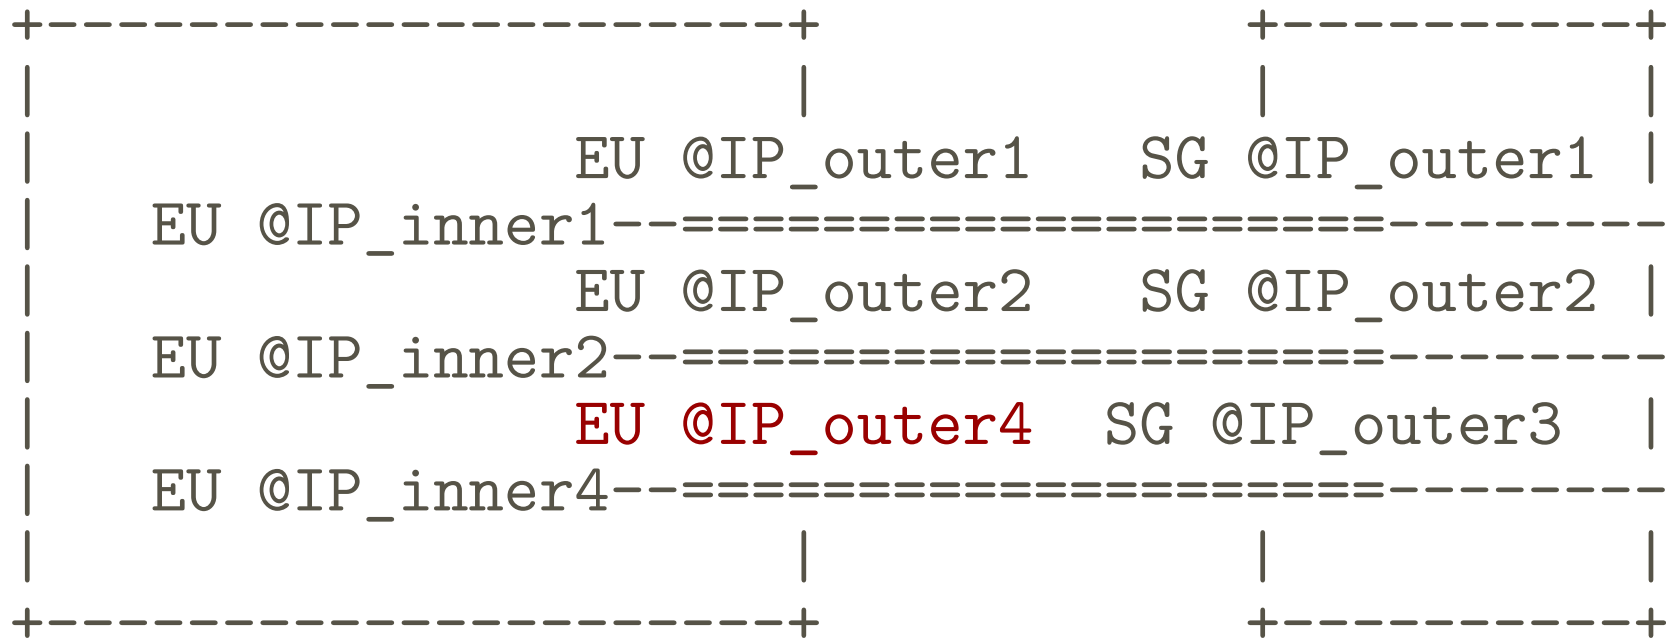 +---------------------+            +----------+
|                     |            |          |
|               EU @IP_outer1   SG @IP_outer1 |
|   EU @IP_inner1--====================--------
|               EU @IP_outer2   SG @IP_outer2 |
|   EU @IP_inner2--====================--------
|               EU @IP_outer4  SG @IP_outer3  |
|   EU @IP_inner4--====================--------
|                     |            |          |
+---------------------+            +----------+